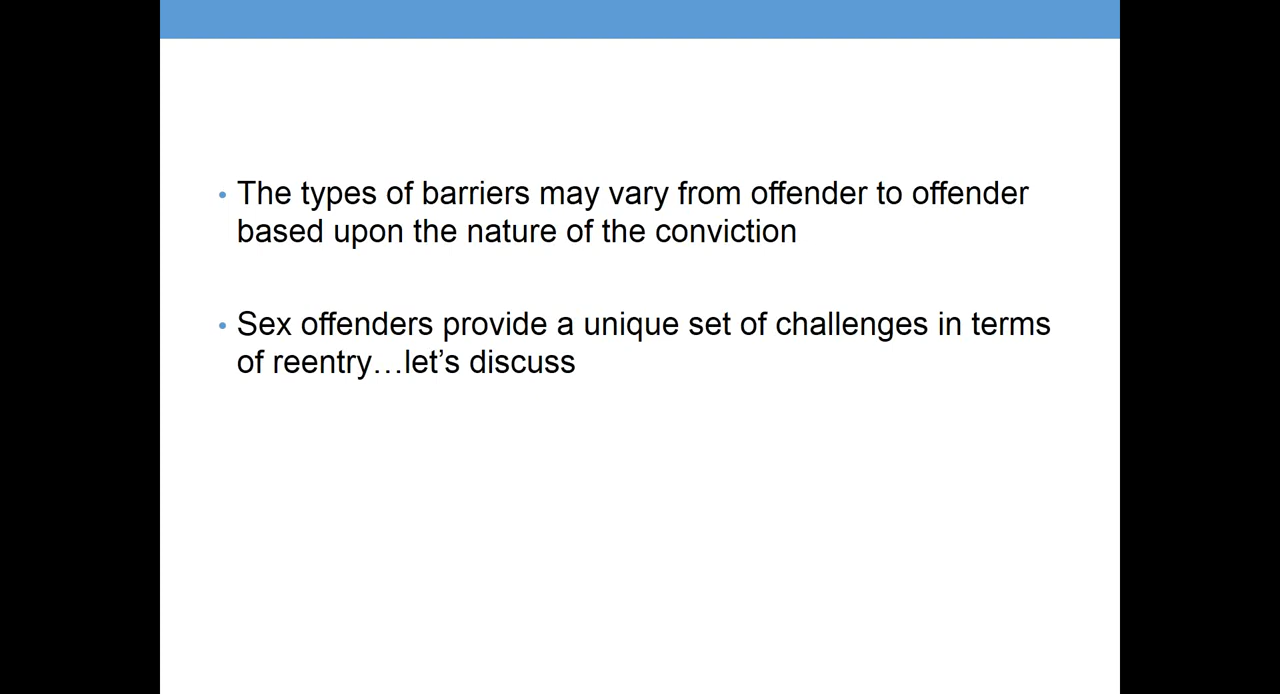 • The types of barriers may vary from offender to offender
based upon the nature of the conviction
• Sex offenders provide a unique set of challenges in terms
of reentry…let’s discuss